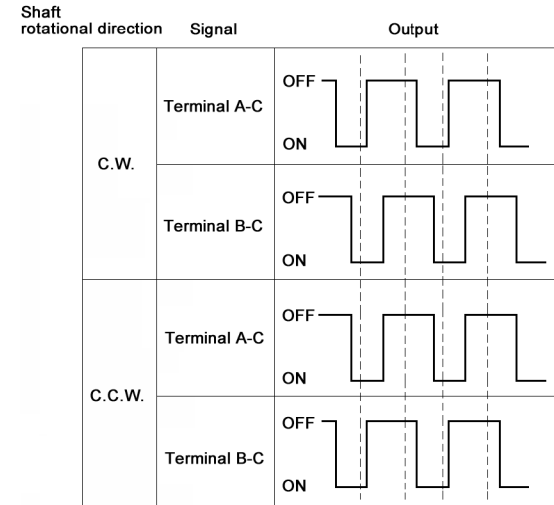 Shaft
rotational direction Signal Output
OFF
Terminal A-C
ON
C.W.
OFF
Terminal B-C
ON
OFF
Terminal A-C
ON
C.C.W.
OFF
Terminal B-C
ON